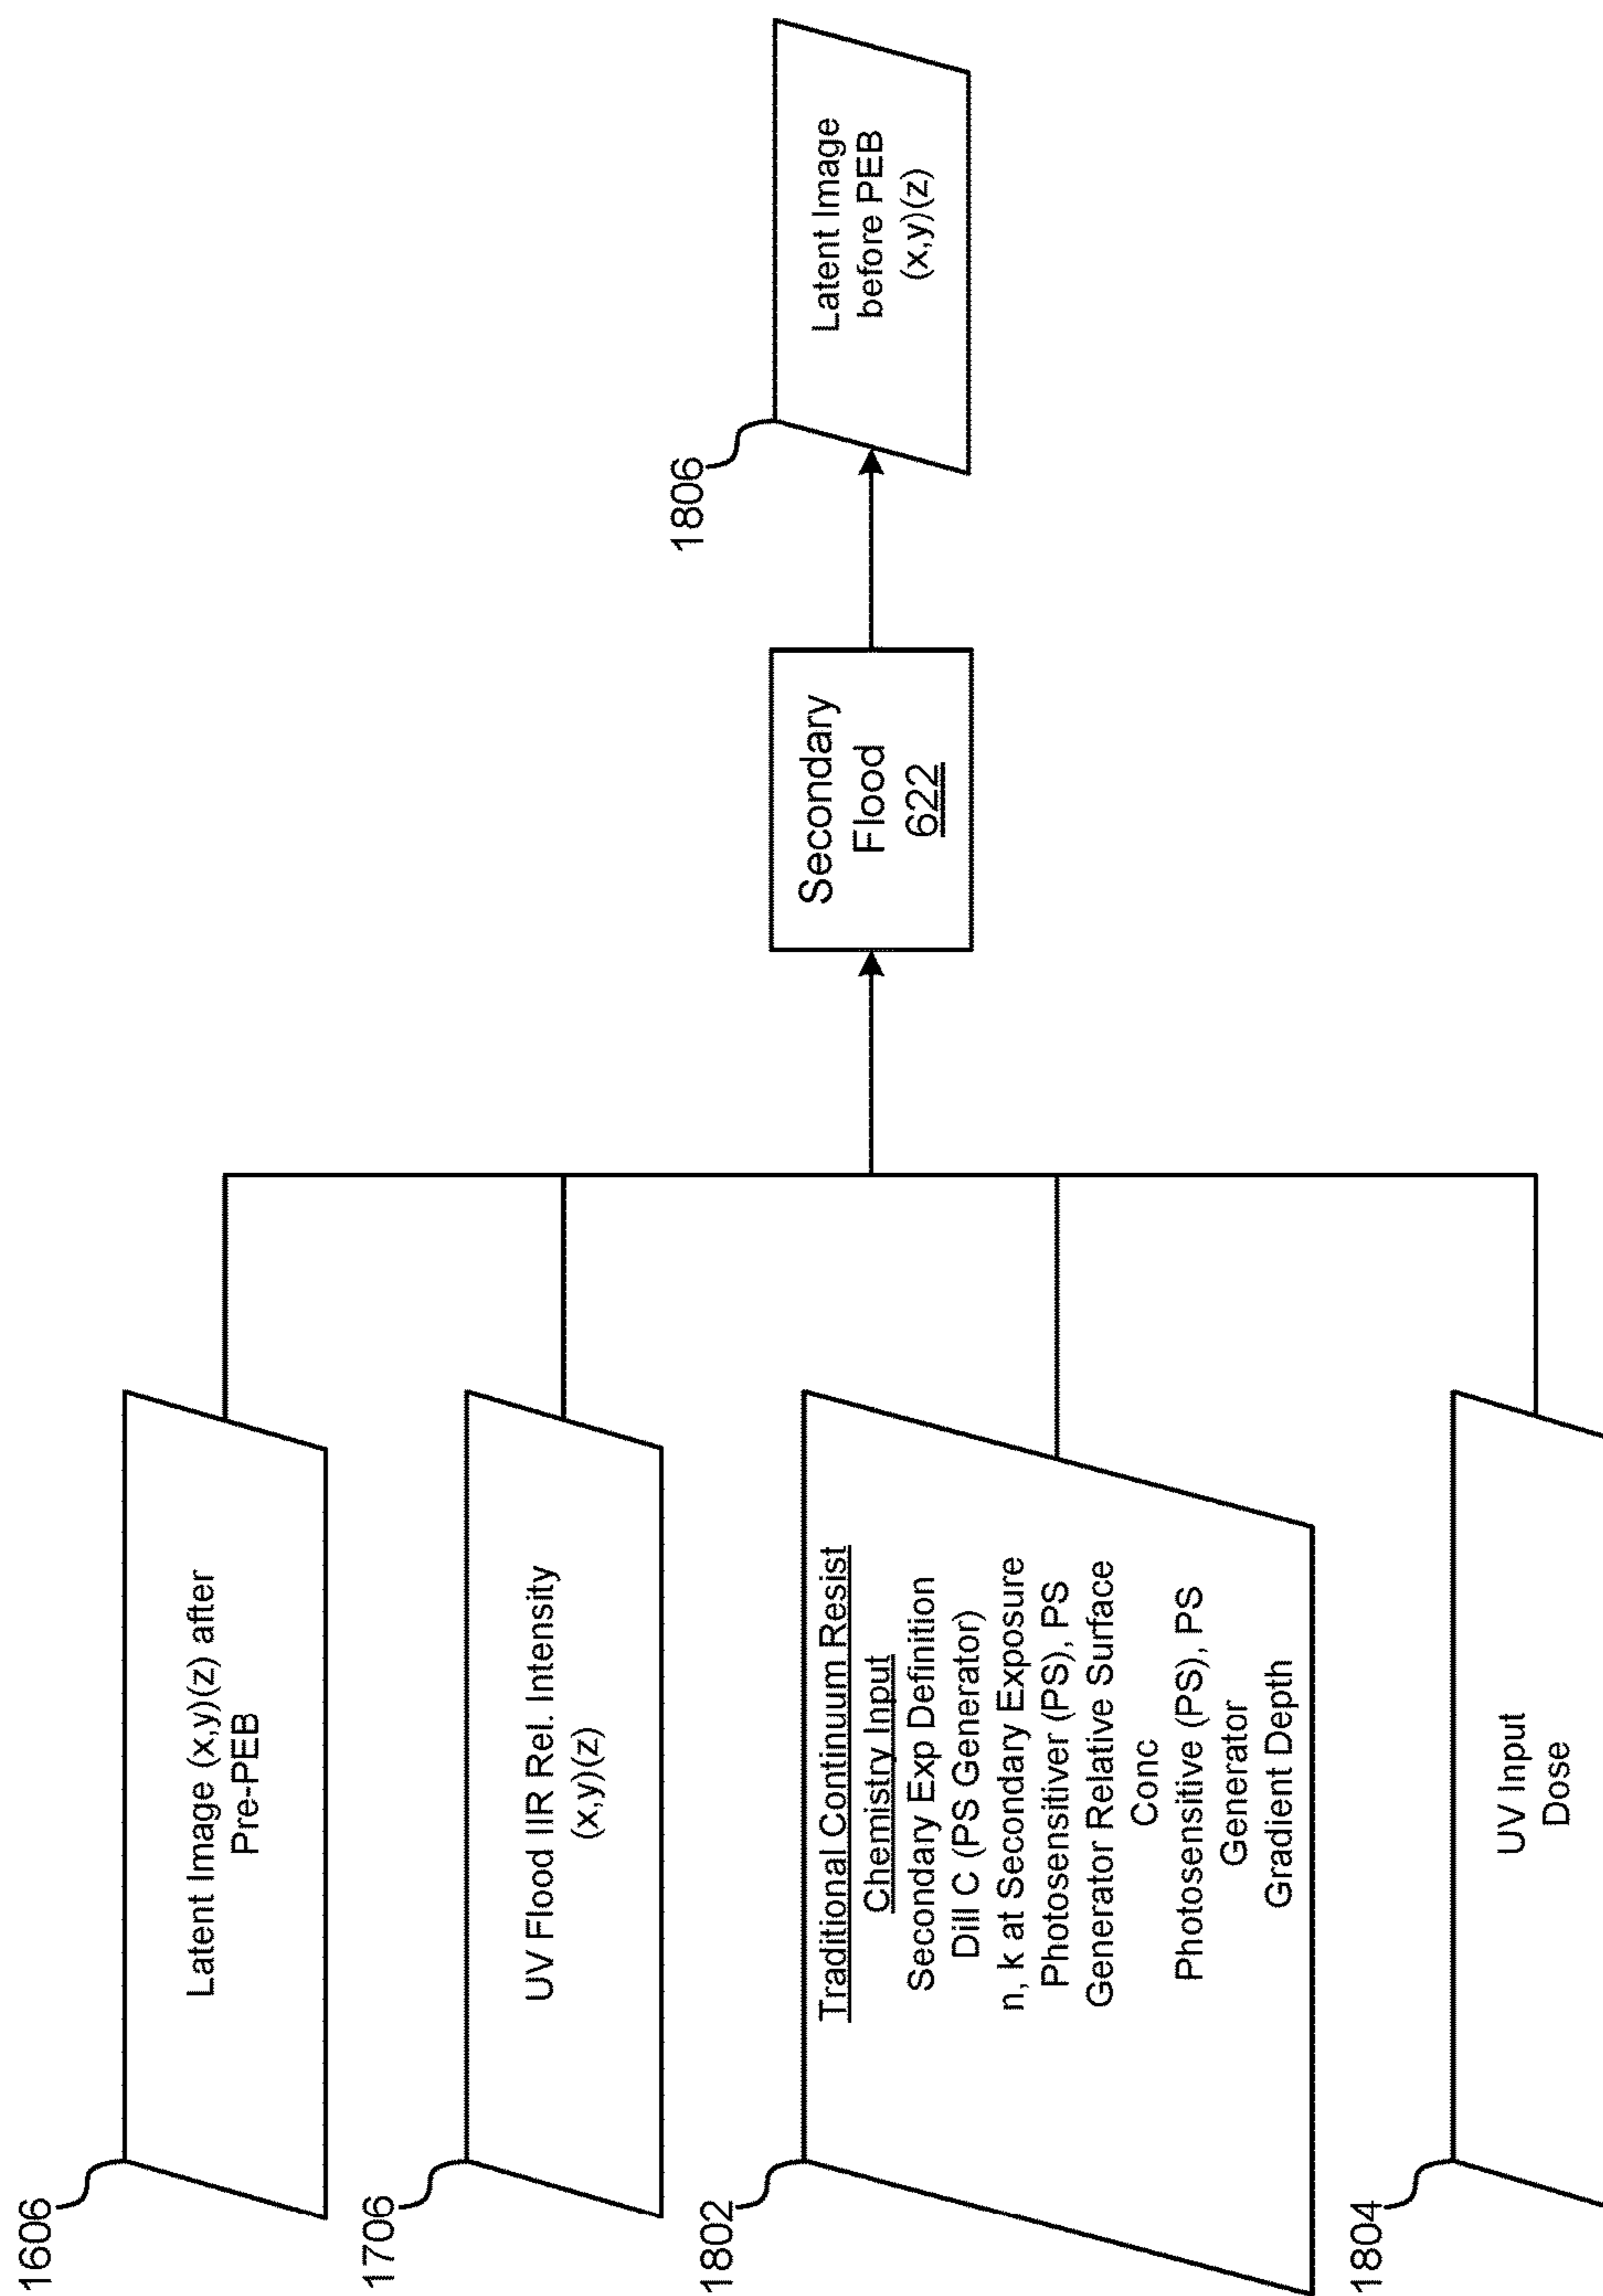 1606
Latent Image (x,y)(z) after
Pre-PEB
1706
UV Flood IIR Rel. Intensity
(x,y)(z)
1802
Traditional Continuum Resist
Chemistry Input
Secondary Exp Definition
Dill C (PS Generator)
n, k at Secondary Exposure
Photosensitiver (PS), PS
Generator Relative Surface
Conc
Photosensitive (PS), PS
Generator
Gradient Depth
1804
UV Input
Dose
Secondary
Flood
622
1806
Latent Image
before PEB
(x,y)(z)